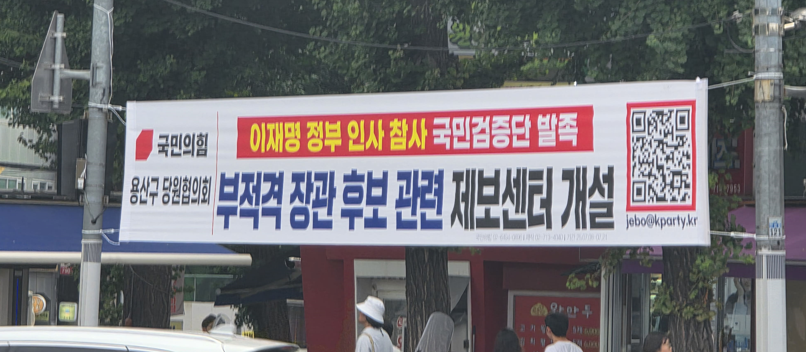 국민의힘
용산구 당원협의회
이재명 정부 인사 참사 국민검증단 발족
부적격 장관 후보 관련 제보센터 개설
jebo@kparty.kr